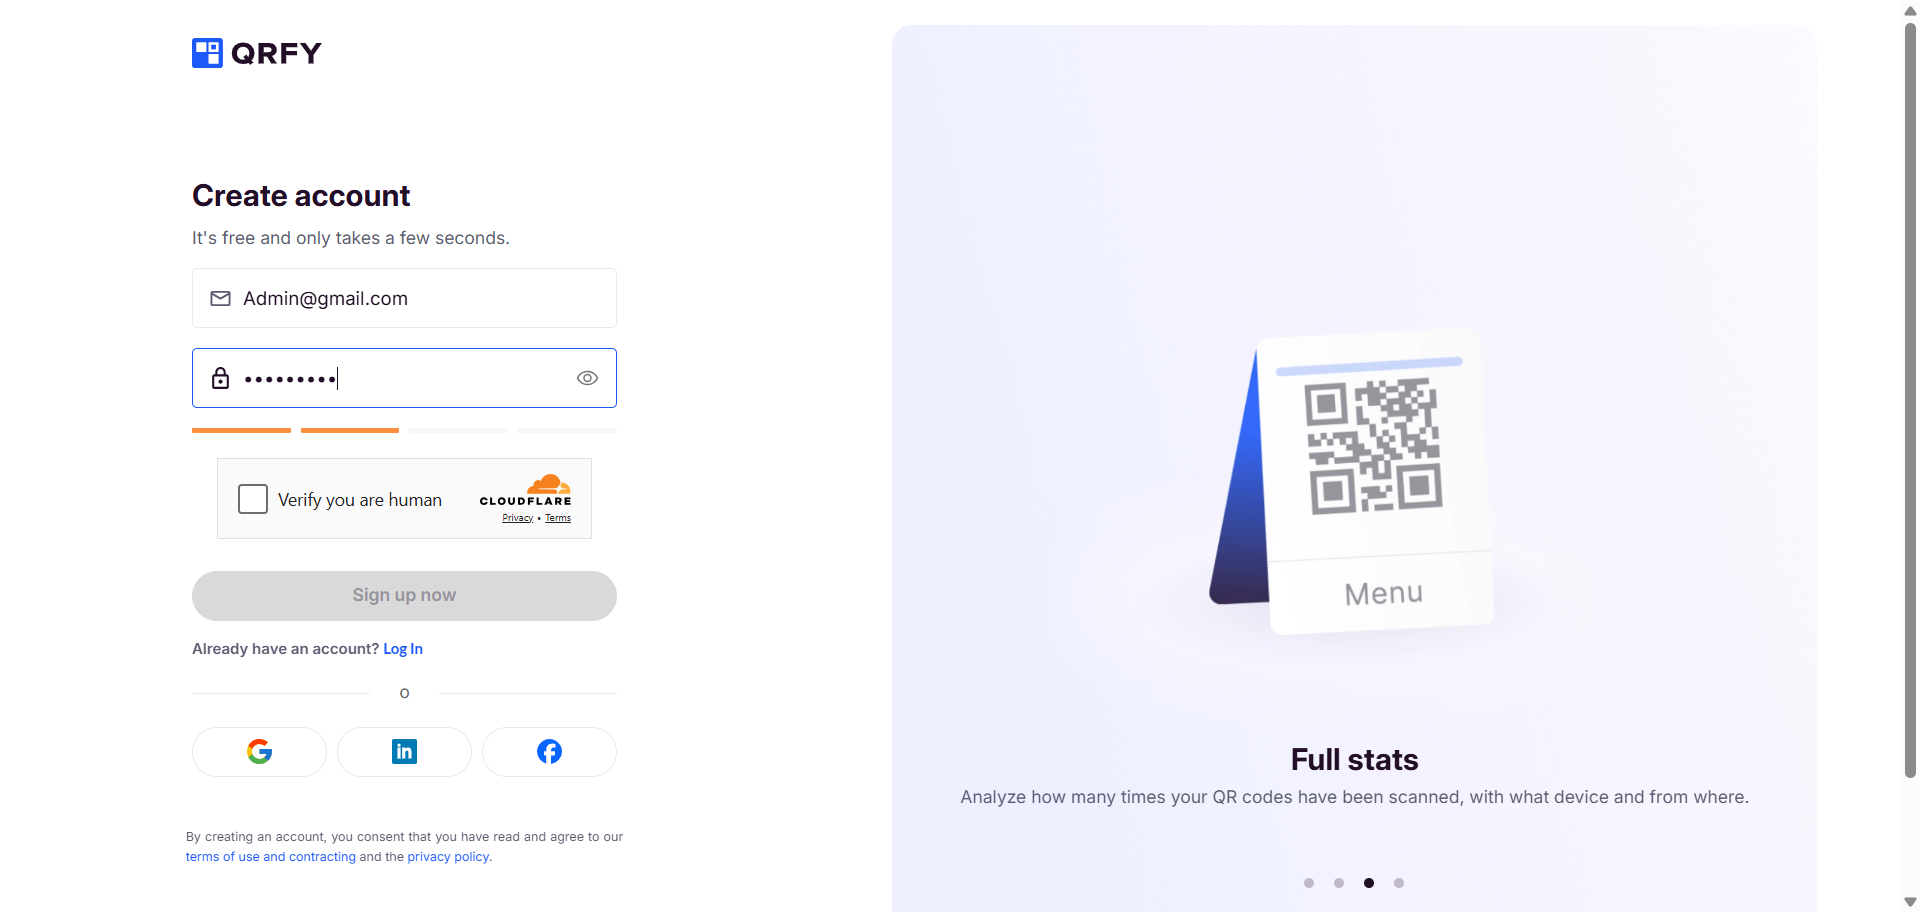 QRFY
Create account
It's free and only takes a few seconds.
Admin@gmail.com
•••••••••
Verify you are human
CLOUDFLARE
Privacy • Terms
Sign up now
Already have an account? Log In
O
By creating an account, you consent that you have read and agree to our
terms of use and contracting and the privacy policy.
Menu
Full stats
Analyze how many times your QR codes have been scanned, with what device and from where.